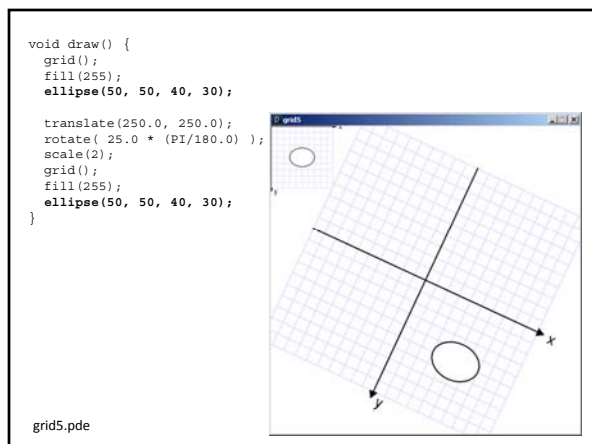 void draw() {
grid();
fill(255);
ellipse(50, 50, 40, 30);
translate(250.0, 250.0);
rotate( 25.0 * (PI/180.0) );
scale(2);
grid();
fill(255);
ellipse(50, 50, 40, 30);
}
grid5
y
x
y
grid5.pde